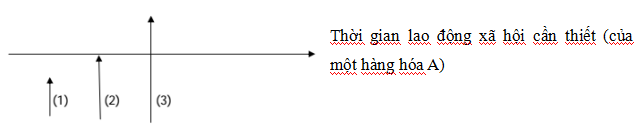 Thời gian lao động xã hội cần thiết (của
một hàng hóa A)
(1) (2) (3)